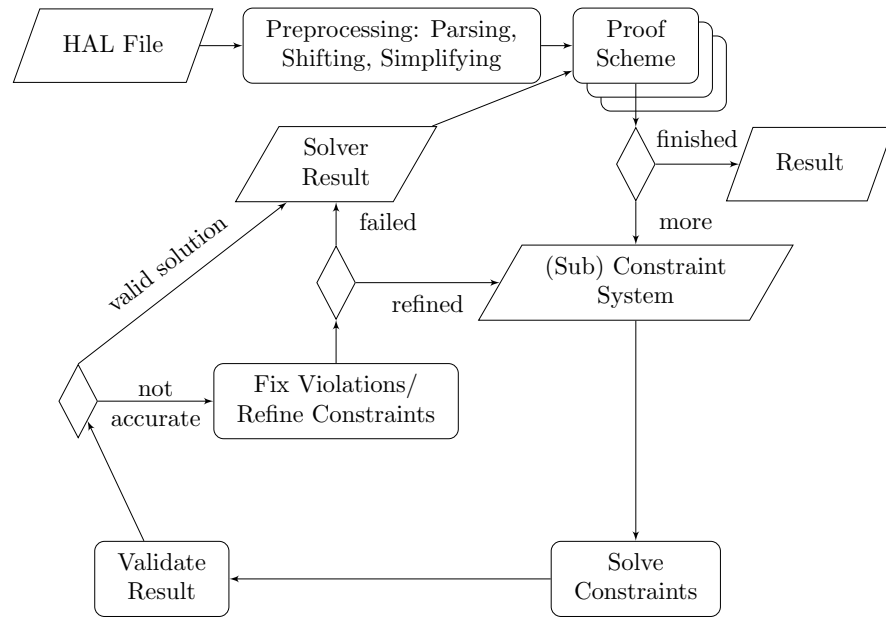 HAL File
Preprocessing: Parsing,
Shifting, Simplifying
Proof
Scheme
finished
Result
Solver
Result
more
failed
valid solution
(Sub) Constraint
System
refined
not
accurate
Fix Violations/
Refine Constraints
Validate
Result
Solve
Constraints